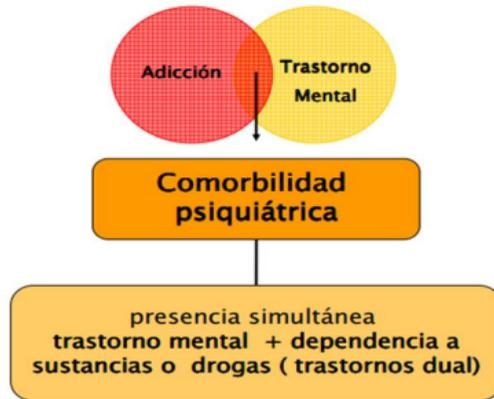 Adicción
Trastorno
Mental
Comorbilidad
psiquiátrica
presencia simultánea
trastorno mental + dependencia a
sustancias o drogas ( trastornos dual)